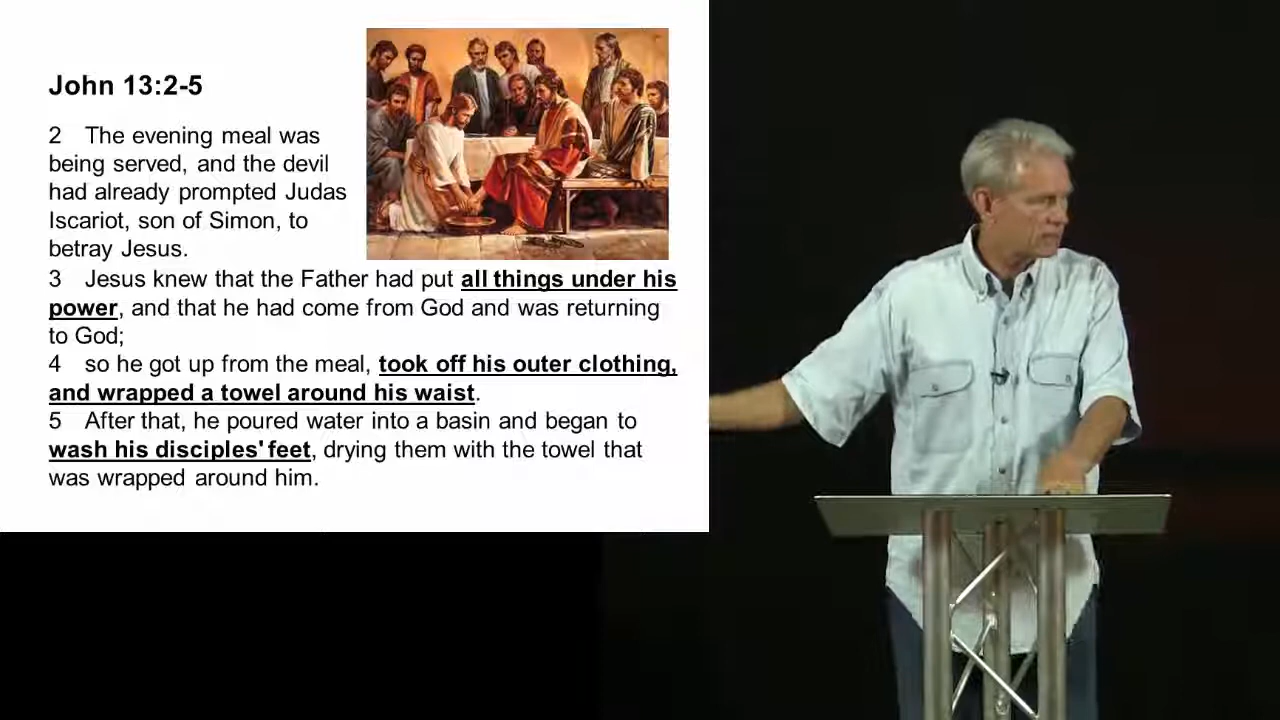 John 13:2-5
2 The evening meal was
being served, and the devil
had already prompted Judas
Iscariot, son of Simon, to
betray Jesus.
3 Jesus knew that the Father had put all things under his
power, and that he had come from God and was returning
to God;
4 so he got up from the meal, took off his outer clothing,
and wrapped a towel around his waist.
5 After that, he poured water into a basin and began to
wash his disciples' feet, drying them with the towel that
was wrapped around him.